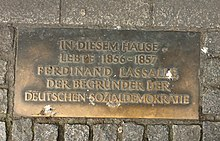 IN DIESEM HAUSE
LEBTE 1856-1857
FERDINAND LASSALLE
DER BEGRÜNDER DER
DEUTSCHEN SOZIALDEMOKRATIE